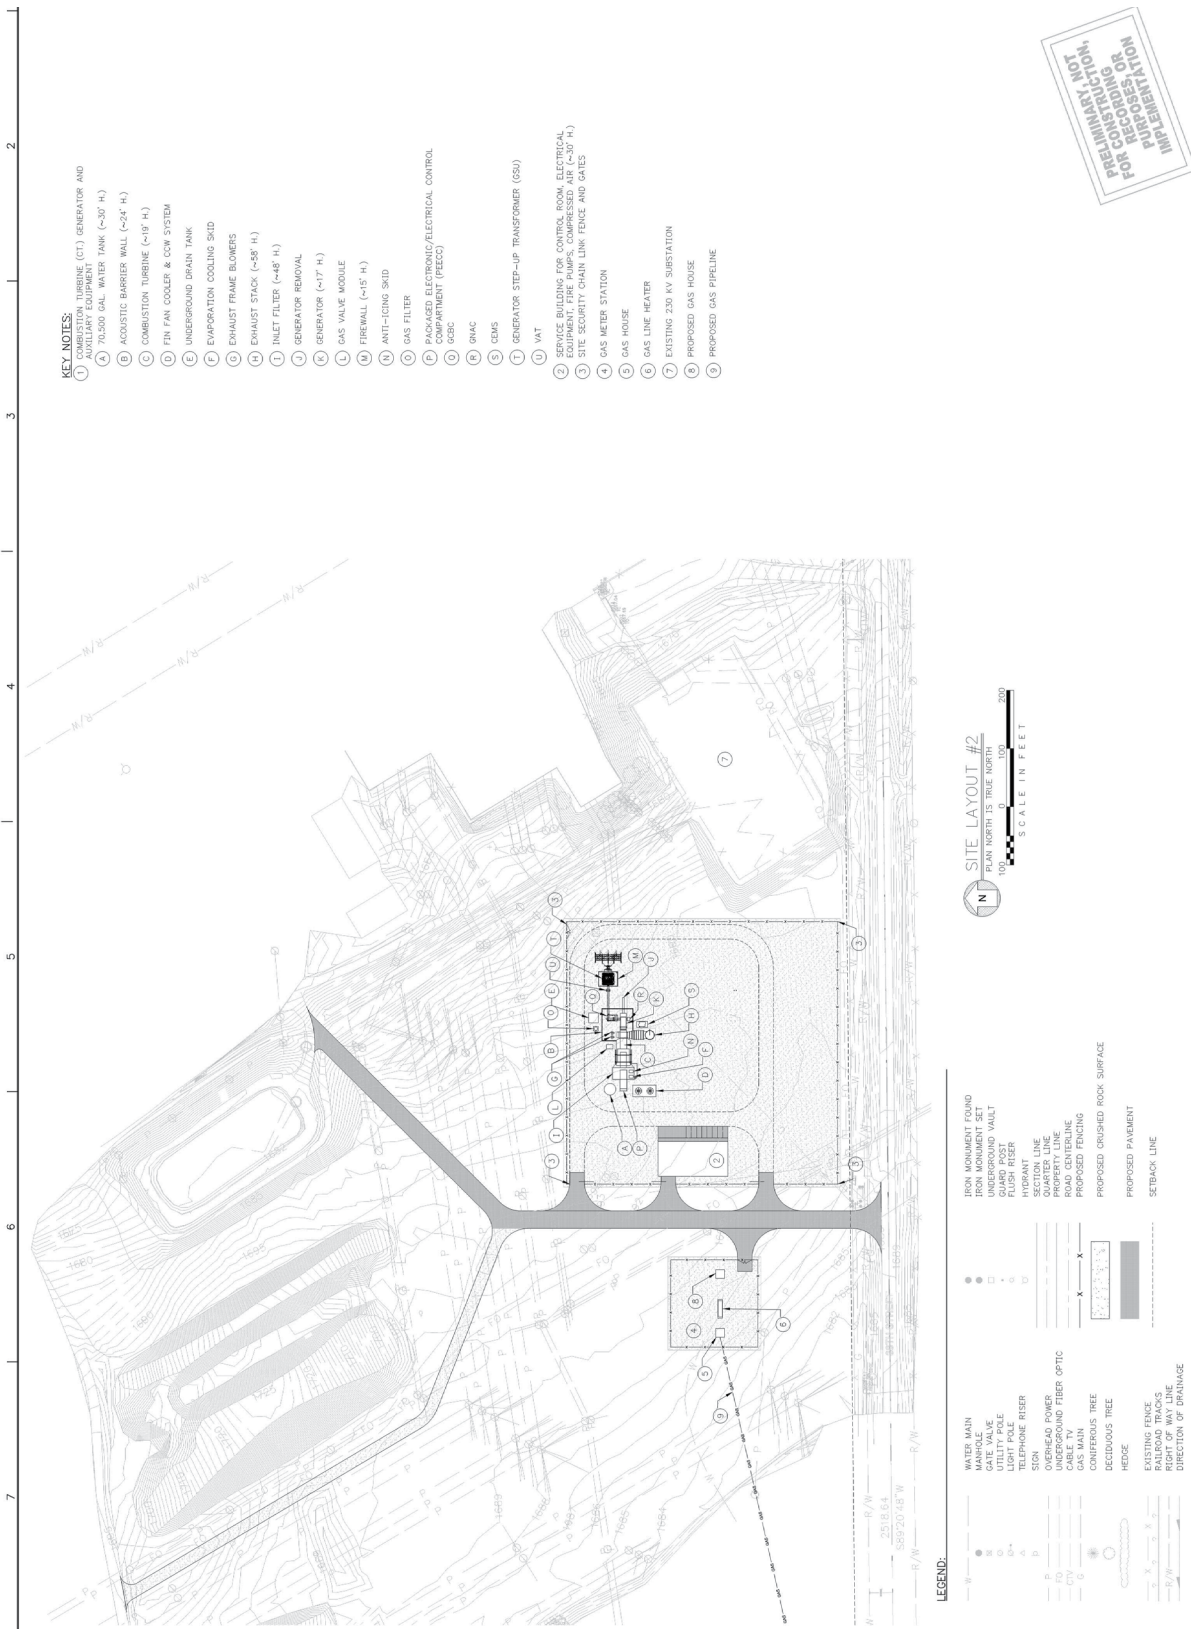 7
6
5
4
3
2
KEY NOTES:
1 COMBUSTION TURBINE (CT.) GENERATOR AND
AUXILIARY EQUIPMENT
A 70,500 GAL. WATER TANK (~30' H.)
B ACOUSTIC BARRIER WALL (~24' H.)
C COMBUSTION TURBINE (~19' H.)
D FIN FAN COOLER & CCW SYSTEM
E UNDERGROUND DRAIN TANK
F EVAPORATION COOLING SKID
G EXHAUST FRAME BLOWERS
H EXHAUST STACK (~58' H.)
I INLET FILTER (~48' H.)
J GENERATOR REMOVAL
K GENERATOR (~17' H.)
L GAS VALVE MODULE
M FIREWALL (~15' H.)
N ANTI-ICING SKID
O GAS FILTER
P PACKAGED ELECTRONIC/ELECTRICAL CONTROL
COMPARTMENT (PEECC)
Q GCBC
R GNAC
S CEMS
T GENERATOR STEP-UP TRANSFORMER (GSU)
U VAT
2 SERVICE BUILDING FOR CONTROL ROOM, ELECTRICAL
EQUIPMENT, FIRE PUMPS, COMPRESSED AIR (~30' H.)
3 SITE SECURITY CHAIN LINK FENCE AND GATES
4 GAS METER STATION
5 GAS HOUSE
6 GAS LINE HEATER
7 EXISTING 230 KV SUBSTATION
8 PROPOSED GAS HOUSE
9 PROPOSED GAS PIPELINE
PRELIMINARY, NOT
FOR CONSTRUCTION,
RECORDING OR
PURPOSES, OR
IMPLEMENTATION
SITE LAYOUT #2
PLAN NORTH IS TRUE NORTH
N
100 0 100 200
SCALE IN FEET
2518.64
S89°20'48"W
LEGEND:
WATER MAIN
MANHOLE
GATE VALVE
UTILITY POLE
LIGHT POLE
TELEPHONE RISER
SIGN
OVERHEAD POWER
UNDERGROUND FIBER OPTIC
CABLE TV
GAS MAIN
CONIFEROUS TREE
DECIDUOUS TREE
HEDGE
EXISTING FENCE
RAILROAD TRACKS
RIGHT OF WAY LINE
DIRECTION OF DRAINAGE
IRON MONUMENT FOUND
IRON MONUMENT SET
UNDERGROUND VAULT
GUARD POST
FLUSH RISER
HYDRANT
SECTION LINE
QUARTER LINE
PROPERTY LINE
ROAD CENTERLINE
PROPOSED FENCING
PROPOSED CRUSHED ROCK SURFACE
PROPOSED PAVEMENT
SETBACK LINE